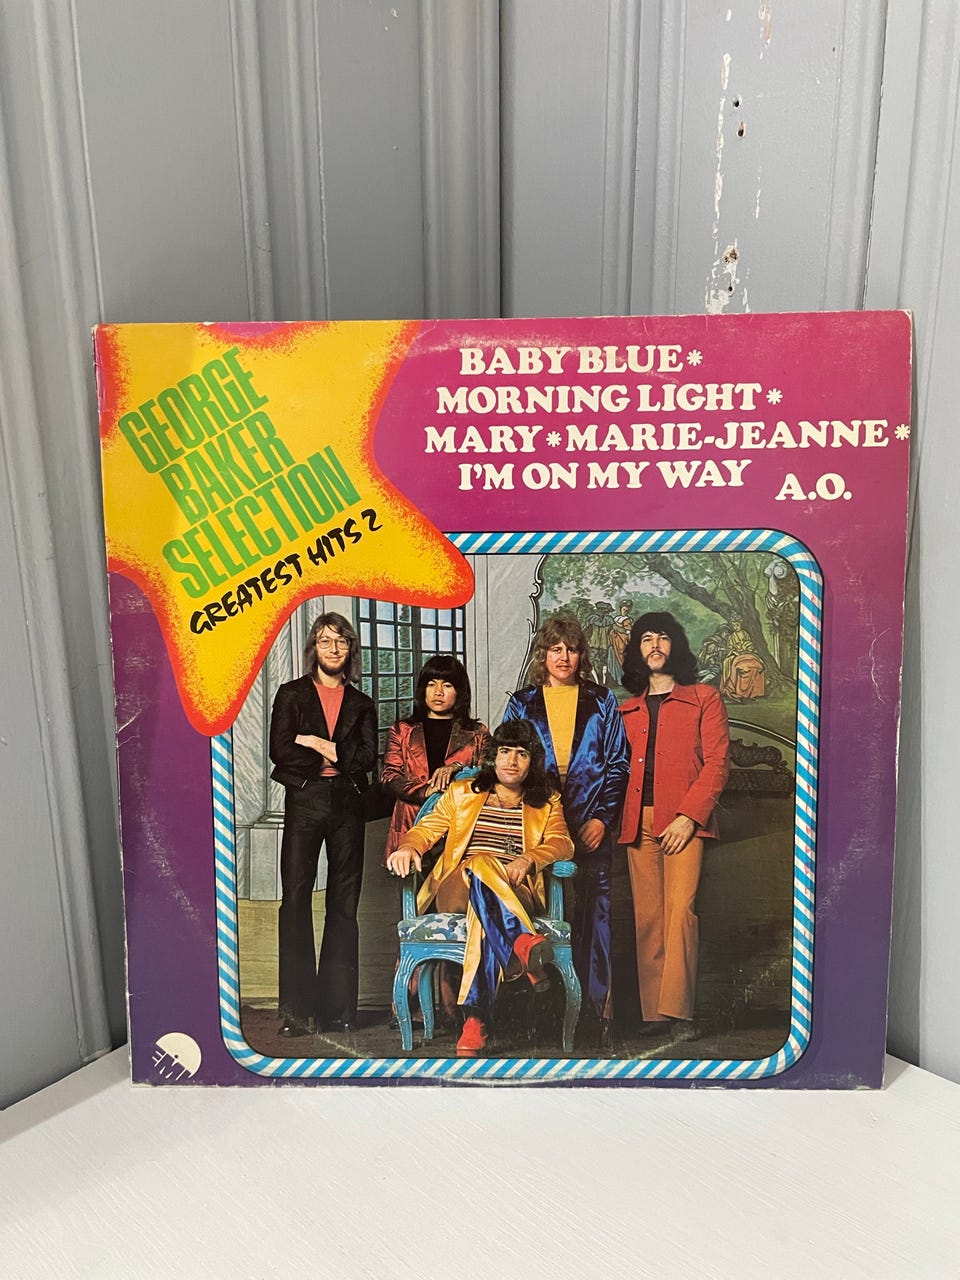 GEORGE
BAKER
SELECTION
GREATEST HITS 2
BABY BLUE*
MORNING LIGHT*
MARY*MARIE-JEANNE*
I'M ON MY WAY
A.O.
EMI